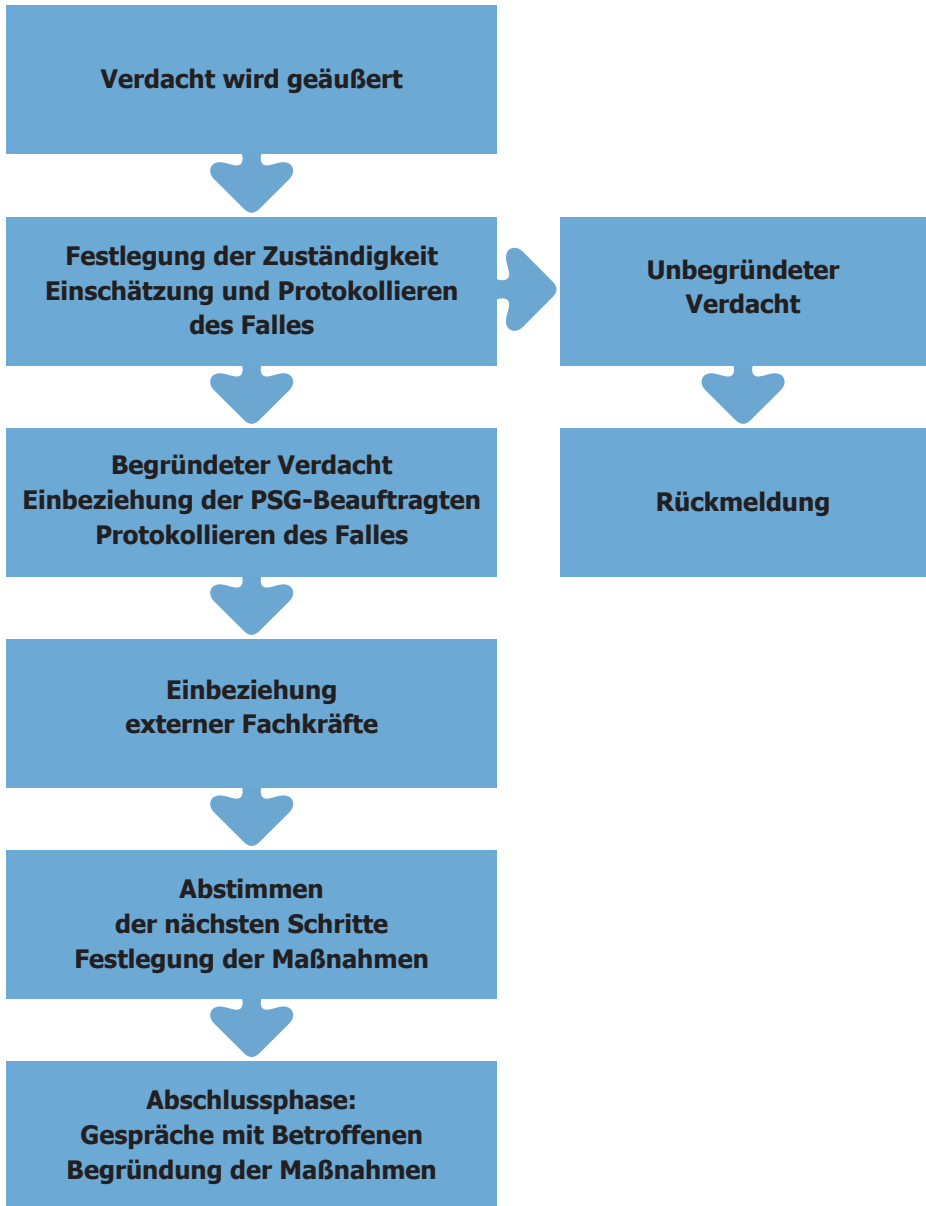 Verdacht wird geäußert
Festlegung der Zuständigkeit
Einschätzung und Protokollieren
des Falles
Unbegründeter
Verdacht
Begründeter Verdacht
Einbeziehung der PSG-Beauftragten
Protokollieren des Falles
Rückmeldung
Einbeziehung
externer Fachkräfte
Abstimmen
der nächsten Schritte
Festlegung der Maßnahmen
Abschlussphase:
Gespräche mit Betroffenen
Begründung der Maßnahmen